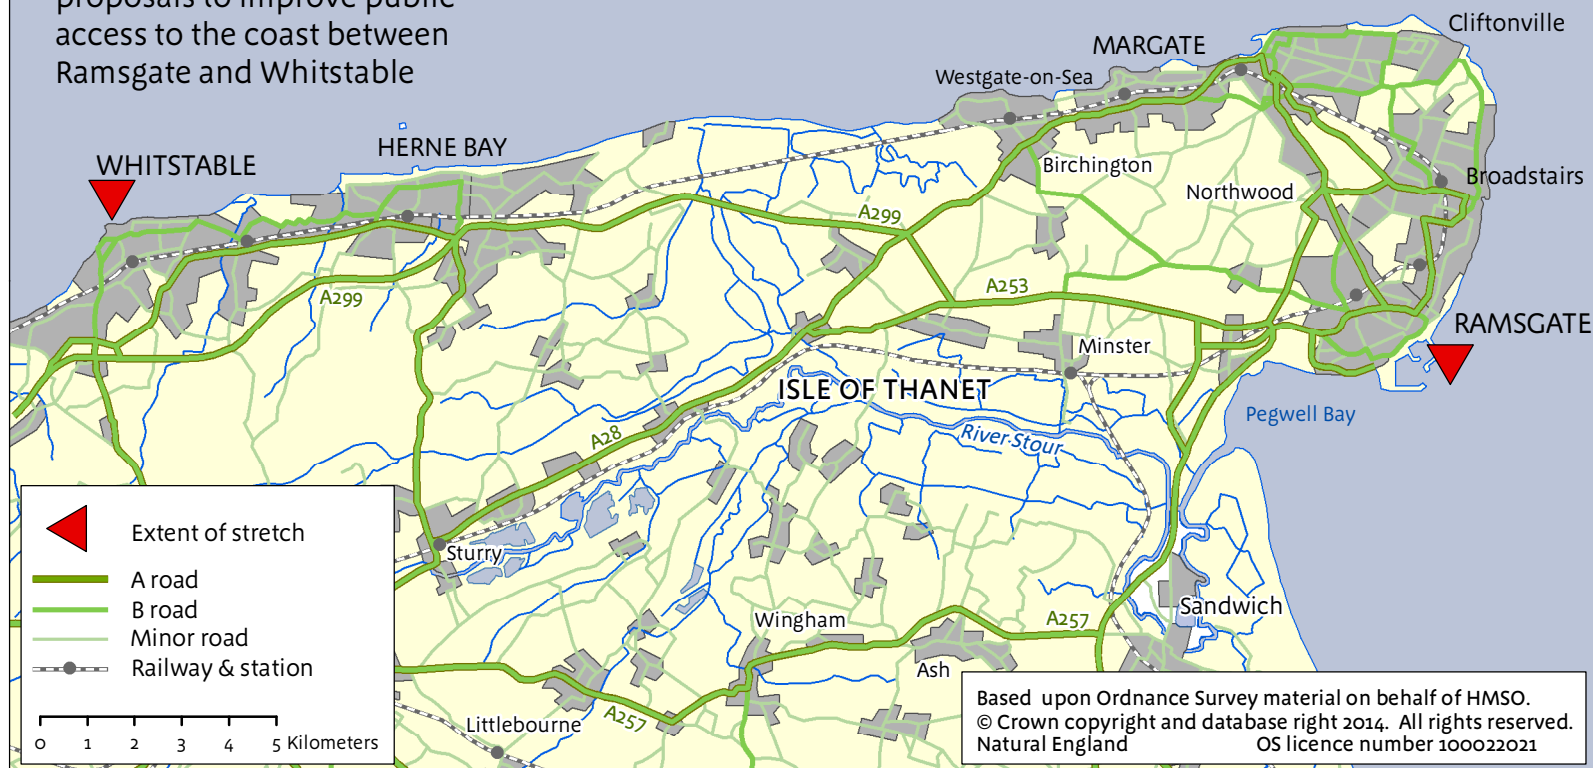 proposals to improve public
access to the coast between
Ramsgate and Whitstable
Cliftonville
MARGATE
Westgate-on-Sea
HERNE BAY
WHITSTABLE
Birchington
Broadstairs
Northwood
A299
A253
A299
RAMSGATE
Minster
ISLE OF THANET
Pegwell Bay
A28
River Stour
Sturry
Sandwich
Wingham
A257
Ash
A257
Littlebourne
Extent of stretch
A road
B road
Minor road
Railway & station
0 1 2 3 4 5 Kilometers
Based upon Ordnance Survey material on behalf of HMSO.
© Crown copyright and database right 2014. All rights reserved.
Natural England OS licence number 100022021